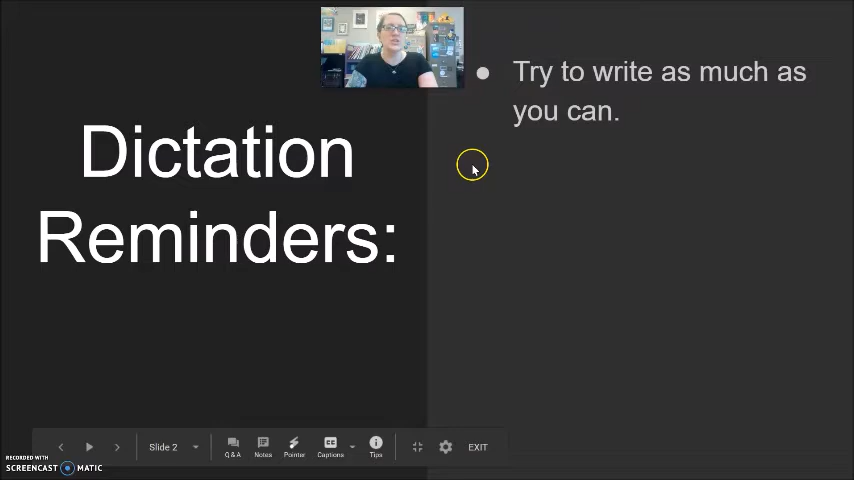 Try to write as much as
you can.
Dictation
Reminders:
Slide 2
Q & A
Notes
Pointer
CC
Captions
Tips
EXIT
RECORDED WITH
SCREENCAST MATIC